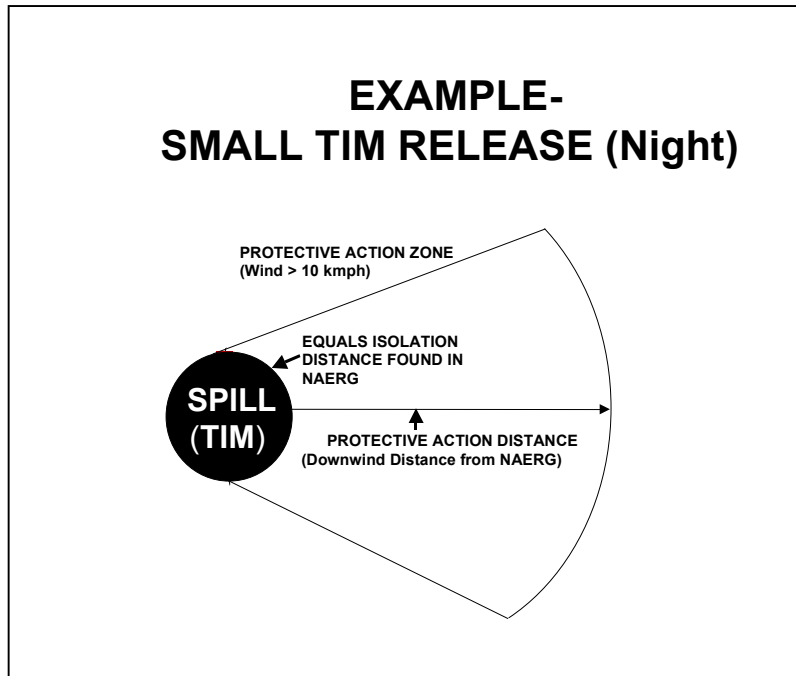 EXAMPLE-
SMALL TIM RELEASE (Night)
PROTECTIVE ACTION ZONE
(Wind > 10 kmph)
EQUALS ISOLATION
DISTANCE FOUND IN
NAERG
SPILL
(TIM)
PROTECTIVE ACTION DISTANCE
(Downwind Distance from NAERG)